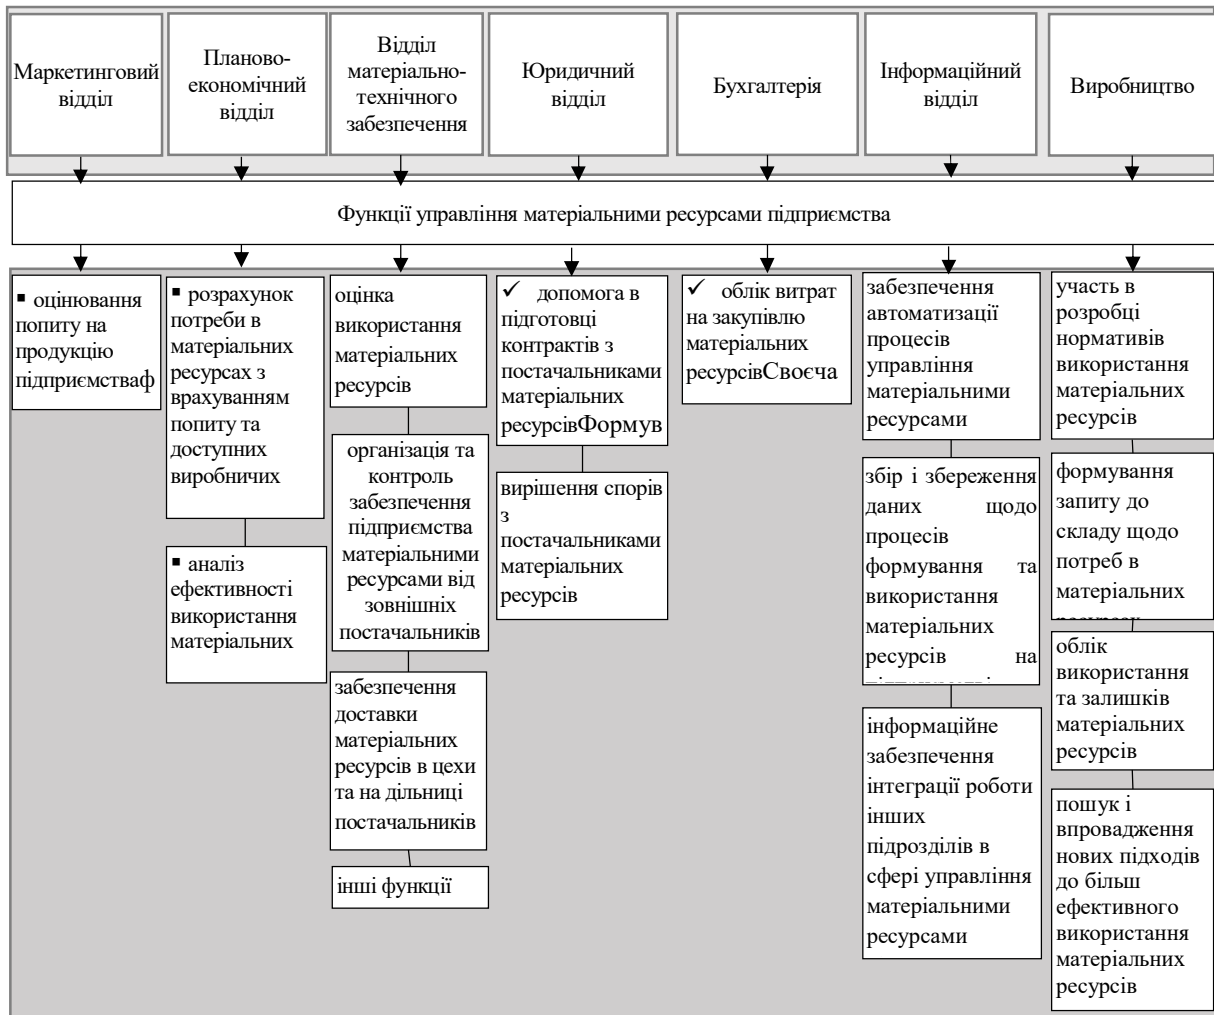 Маркетинговий
відділ
Планово-
економічний
відділ
Відділ
матеріально-
технічного
забезпечення
Юридичний
відділ
Бухгалтерія
Інформаційний
відділ
Виробництво
Функції управління матеріальними ресурсами підприємства
▪ оцінювання
попиту на
продукцію
підприємстваф
▪ розрахунок
потреби в
матеріальних
ресурсах з
врахуванням
попиту та
доступних
виробничих
▪ аналіз
ефективності
використання
матеріальних
оцінка
використання
матеріальних
ресурсів
організація та
контроль
забезпечення
підприємства
матеріальними
ресурсами від
зовнішніх
постачальників
забезпечення
доставки
матеріальних
ресурсів в цехи
та на дільниці
постачальників
інші функції
✓ допомога в
підготовці
контрактів з
постачальниками
матеріальних
ресурсівФормув
вирішення спорів
з
постачальниками
матеріальних
ресурсів
✓ облік витрат
на закупівлю
матеріальних
ресурсівСвоєча
забезпечення
автоматизації
процесів
управління
матеріальними
ресурсами
збір і збереження
даних щодо
процесів
формування та
використання
матеріальних
ресурсів на
інформаційне
забезпечення
інтеграції роботи
інших
підрозділів в
сфері управління
матеріальними
ресурсами
участь в
розробці
нормативів
використання
матеріальних
ресурсів
формування
запиту до
складу щодо
потреб в
матеріальних
облік
використання
та залишків
матеріальних
ресурсів
пошук і
впровадження
нових підходів
до більш
ефективного
використання
матеріальних
ресурсів